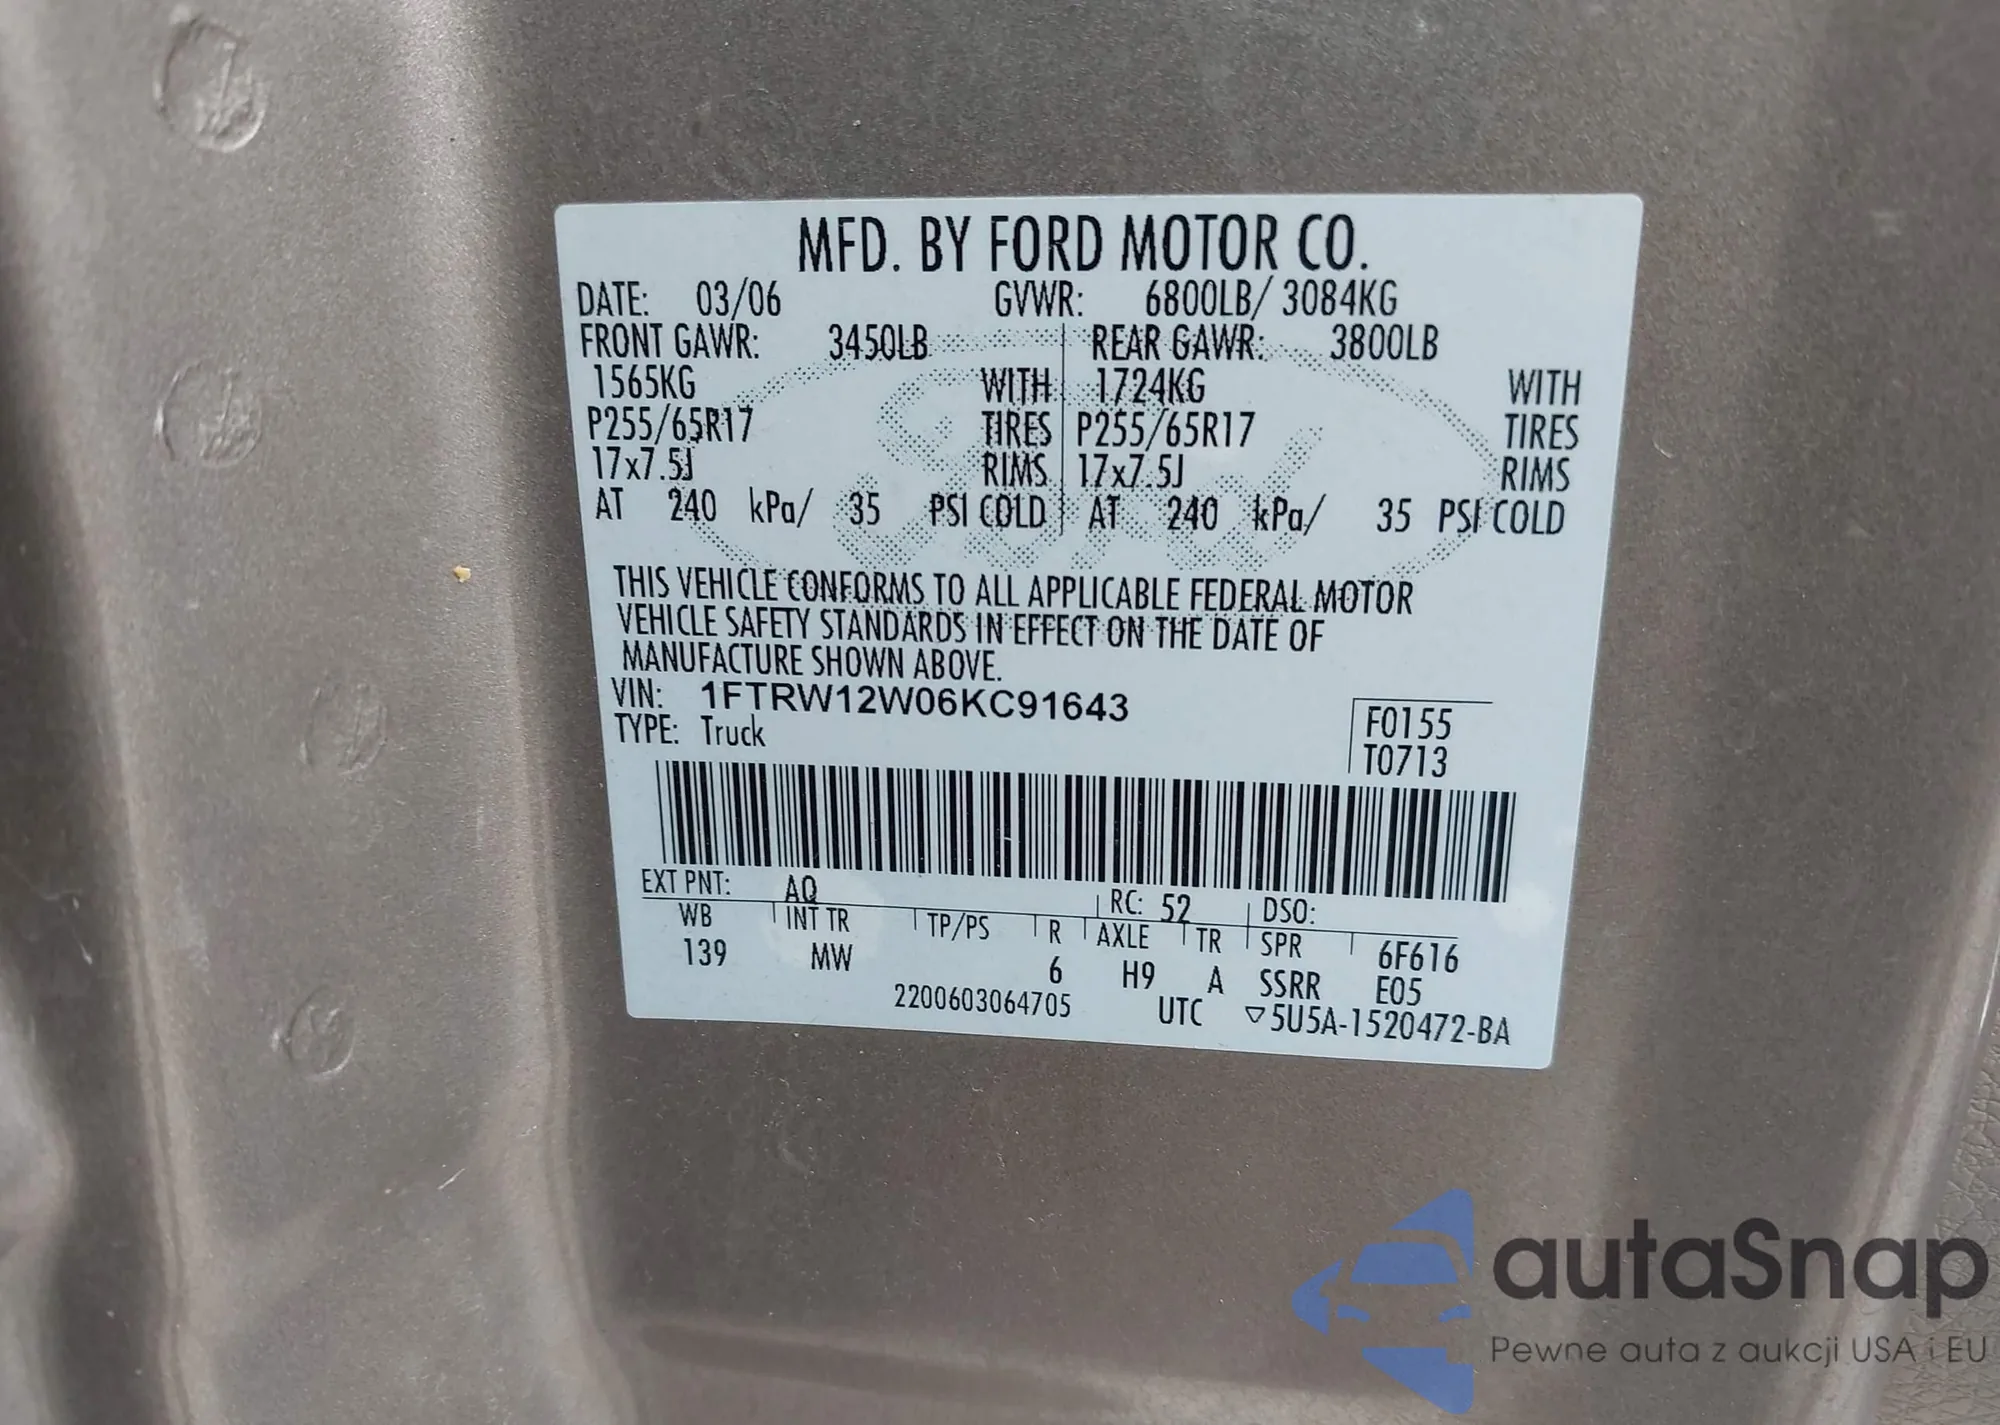 MFD. BY FORD MOTOR CO.
DATE: 03/06 GVWR: 6800LB/ 3084KG
FRONT GAWR: 3450LB REAR GAWR: 3800LB
1565KG WITH 1724KG WITH
P255/65R17 TIRES P255/65R17 TIRES
17x7.5J RIMS 17x7.5J RIMS
AT 240 kPa/ 35 PSI COLD AT 240 kPa/ 35 PSI COLD
THIS VEHICLE CONFORMS TO ALL APPLICABLE FEDERAL MOTOR
VEHICLE SAFETY STANDARDS IN EFFECT ON THE DATE OF
MANUFACTURE SHOWN ABOVE.
VIN: 1FTRW12W06KC91643
TYPE: Truck
F0155
T0713
EXT PNT: AQ RC: 52 DSO:
WB INT TR TP/PS R AXLE TR SPR 6F616
139 MW 6 H9 A SSRR E05
2200603064705 UTC ▽5U5A-1520472-BA
autaSnap
Pewne auta z aukcji USA i EU